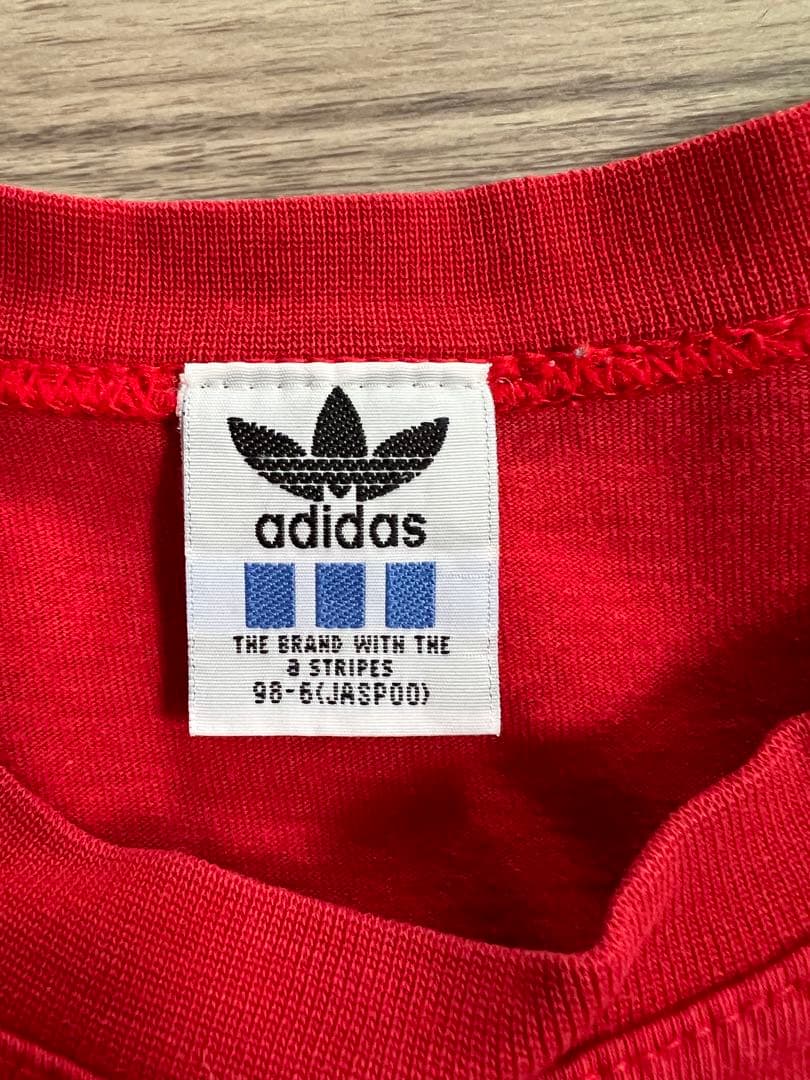 adidas
THE BRAND WITH THE
3 STRIPES
98-6(JASPOO)